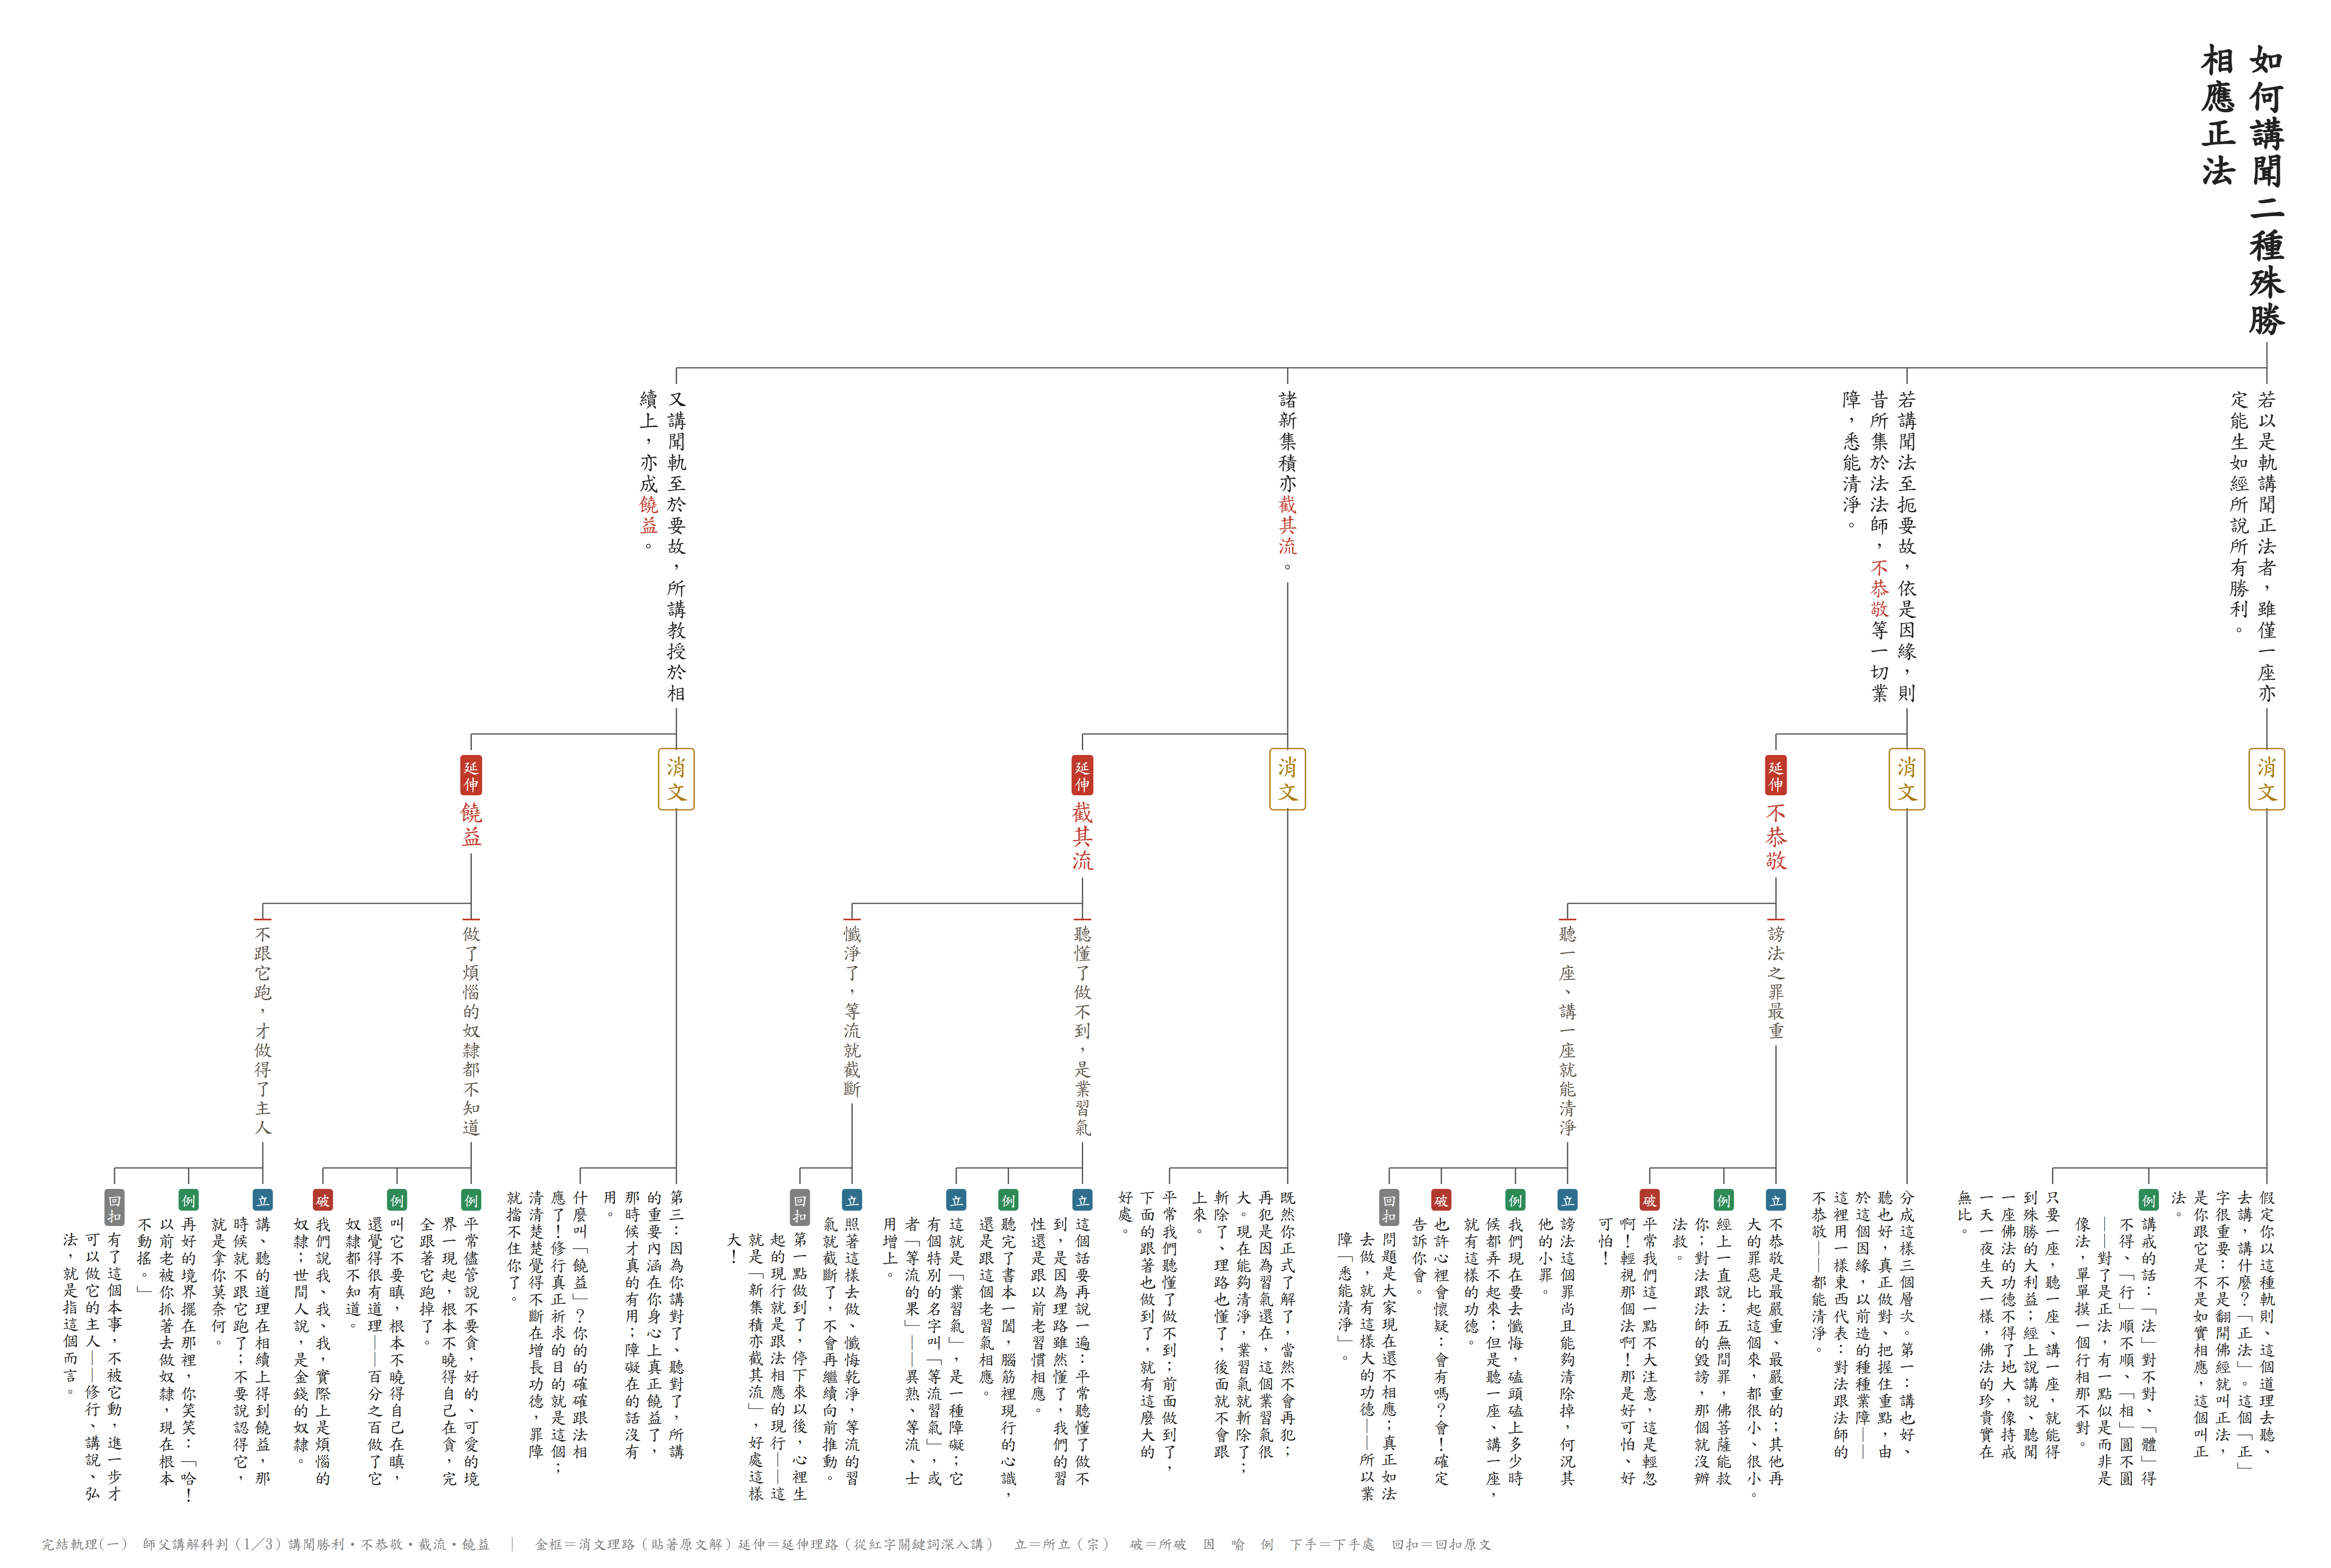 如何講聞二種殊勝
相應正法
若以是軌講聞正法者，雖僅一座亦
定能生如經所說所有勝利。
消文
假定你以這種軌則、這個道理去聽、
去講，講什麼？「正法」。這個「正」
字很重要：不是翻開佛經就叫正法，
是你跟它是不是如實相應，這個叫正
法。
例
講戒的話：「法」對不對、「體」得
不得、「行」順不順、「相」圓不圓
——對了是正法，有一點似是而非是
像法，單單摸一個行相那不對。
只要一座，聽一座、講一座，就能得
到殊勝的大利益；經上說講說、聽聞
一座佛法的功德不得了地大，像持戒
一天一夜生天一樣，佛法的珍貴實在
無比。
若講聞法至扼要故，依是因緣，則
昔所集於法法師，不恭敬等一切業
障，悉能清淨。
消文
分成這樣三個層次。第一：講也好、
聽也好，真正做對、把握住重點，由
於這個因緣，以前造的種種業障——
這裡用一樣東西代表：對法跟法師的
不恭敬——都能清淨。
延伸
不恭敬
謗法之罪最重
立
不恭敬是最嚴重、最嚴重的；其他再
大的罪惡比起這個來，都很小、很小。
例
經上一直說：五無間罪，佛菩薩能救
你；對法跟法師的毀謗，那個就沒辦
法救。
破
平常我們這一點不大注意，這是輕忽
啊！輕視那個法啊！那是好可怕、好
可怕！
聽一座、講一座就能清淨
立
謗法這個罪尚且能夠清除掉，何況其
他的小罪。
例
我們現在要去懺悔，磕頭磕上多少時
候都弄不起來；但是聽一座、講一座，
就有這樣的功德。
破
也許心裡會懷疑：會有嗎？會！確定
告訴你會。
回扣
問題是大家現在還不相應；真正如法
去做，就有這樣大的功德——所以業
障「悉能清淨」。
諸新集積亦截其流。
消文
既然你正式了解了，當然不會再犯；
再犯是因為習氣還在，這個業習氣很
大。現在能夠清淨，業習氣就斬除了；
斬除了、理路也懂了，後面就不會跟
上來。
平常我們聽懂了做不到；前面做到了，
下面的跟著也做到了，就有這麼大的
好處。
延伸
截其流
聽懂了做不到，是業習氣
立
這個話要再說一遍：平常聽懂了做不
到，是因為理路雖然懂了，我們的習
性還是跟以前老習慣相應。
例
聽完了書本一闔，腦筋裡現行的心識，
還是跟這個老習氣相應。
立
這就是「業習氣」，是一種障礙；它
有個特別的名字叫「等流習氣」，或
者「等流的果」——異熟、等流、士
用增上。
懺淨了，等流就截斷
立
照著這樣去做、懺悔乾淨，等流的習
氣就截斷了，不會再繼續向前推動。
回扣
第一點做到了，停下來以後，心裡生
起的現行就是跟法相應的現行——這
就是「新集積亦截其流」，好處這樣
大！
又講聞軌至於要故，所講教授於相
續上，亦成饒益。
消文
第三：因為你講對了、聽對了，所講
的重要內涵在你身心上真正饒益了，
那時候才真的有用；障礙在的話沒有
用。
什麼叫「饒益」？你的的確確跟法相
應了！修行真正祈求的目的就是這個；
清清楚楚覺得不斷在增長功德，罪障
就擋不住你了。
延伸
饒益
做了煩惱的奴隸都不知道
例
平常儘管說不要貪，好的、可愛的境
界一現起，根本不曉得自己在貪，完
全跟著它跑掉了。
例
叫它不要瞋，根本不曉得自己在瞋，
還覺得很有道理——百分之百做了它
奴隸都不知道。
破
我們說我、我、我，實際上是煩惱的
奴隸；世間人說，是金錢的奴隸。
不跟它跑，才做得了主人
立
講、聽的道理在相續上得到饒益，那
時候就不跟它跑了；不要說認得它，
就是拿你莫奈何。
例
再好的境界擺在那裡，你笑笑：「哈！
以前老被你抓著去做奴隸，現在根本
不動搖。」
回扣
有了這個本事，不被它動，進一步才
可以做它的主人——修行、講說、弘
法，就是指這個而言。
完結軌理(一)　師父講解科判（1／3）講聞勝利・不恭敬・截流・饒益　｜　金框＝消文理路（貼著原文解）延伸＝延伸理路（從紅字關鍵詞深入講）　立＝所立（宗）　破＝所破　因　喻　例　下手＝下手處　回扣＝回扣原文